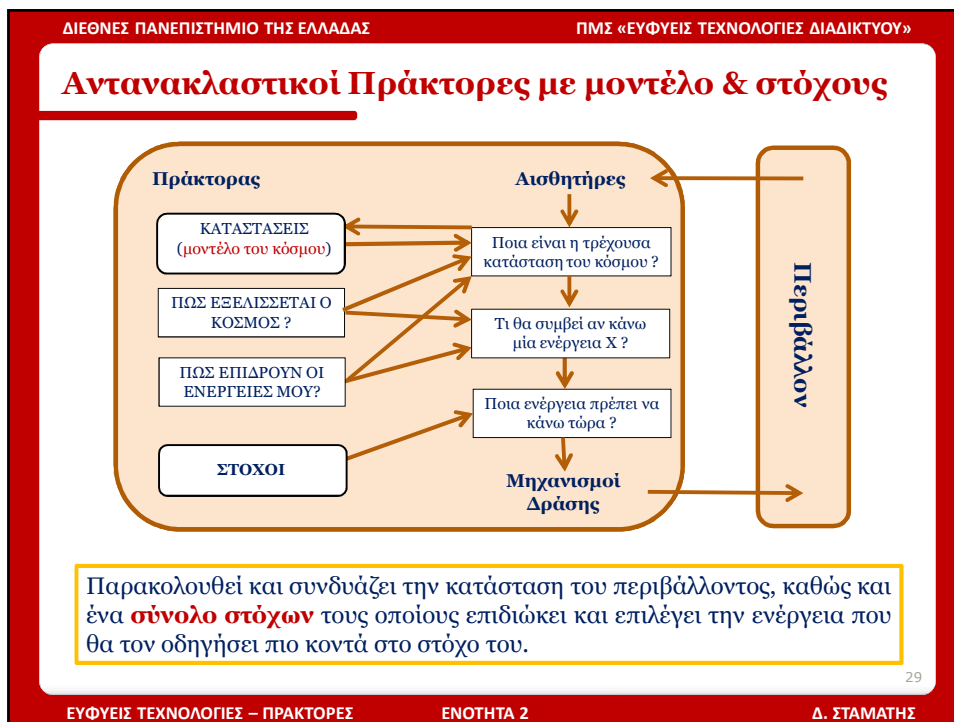 ΔΙΕΘΝΕΣ ΠΑΝΕΠΙΣΤΗΜΙΟ ΤΗΣ ΕΛΛΑΔΑΣ
ΠΜΣ «ΕΥΦΥΕΙΣ ΤΕΧΝΟΛΟΓΙΕΣ ΔΙΑΔΙΚΤΥΟΥ»
Αντανακλαστικοί Πράκτορες με μοντέλο & στόχους
Πράκτορας
Αισθητήρες
ΚΑΤΑΣΤΑΣΕΙΣ
(μοντέλο του κόσμου)
Ποια είναι η τρέχουσα
κατάσταση του κόσμου ?
ΠΩΣ ΕΞΕΛΙΣΣΕΤΑΙ Ο
ΚΟΣΜΟΣ ?
Τι θα συμβεί αν κάνω
μία ενέργεια Χ ?
ΠΩΣ ΕΠΙΔΡΟΥΝ ΟΙ
ΕΝΕΡΓΕΙΕΣ ΜΟΥ?
Ποια ενέργεια πρέπει να
κάνω τώρα ?
ΣΤΟΧΟΙ
Μηχανισμοί
Δράσης
Περιβάλλον
Παρακολουθεί και συνδυάζει την κατάσταση του περιβάλλοντος, καθώς και
ένα σύνολο στόχων τους οποίους επιδιώκει και επιλέγει την ενέργεια που
θα τον οδηγήσει πιο κοντά στο στόχο του.
29
ΕΥΦΥΕΙΣ ΤΕΧΝΟΛΟΓΙΕΣ – ΠΡΑΚΤΟΡΕΣ
ΕΝΟΤΗΤΑ 2
Δ. ΣΤΑΜΑΤΗΣ